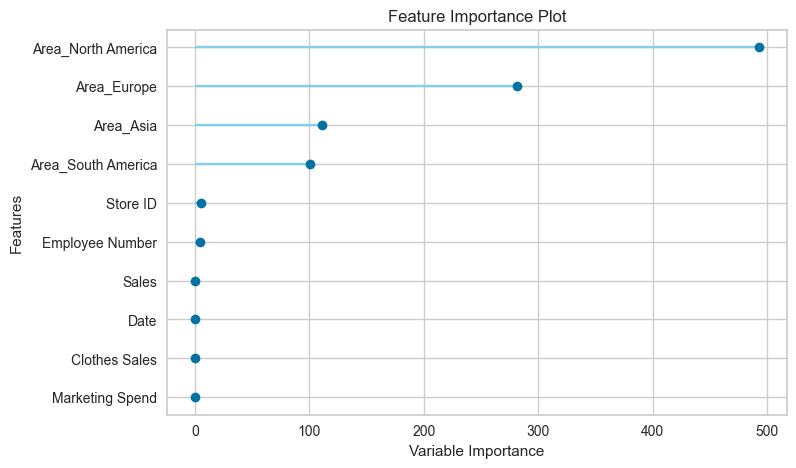 Feature Importance Plot
Features
Area_North America
Area_Europe
Area_Asia
Area_South America
Store ID
Employee Number
Sales
Date
Clothes Sales
Marketing Spend
0 100 200 300 400 500
Variable Importance